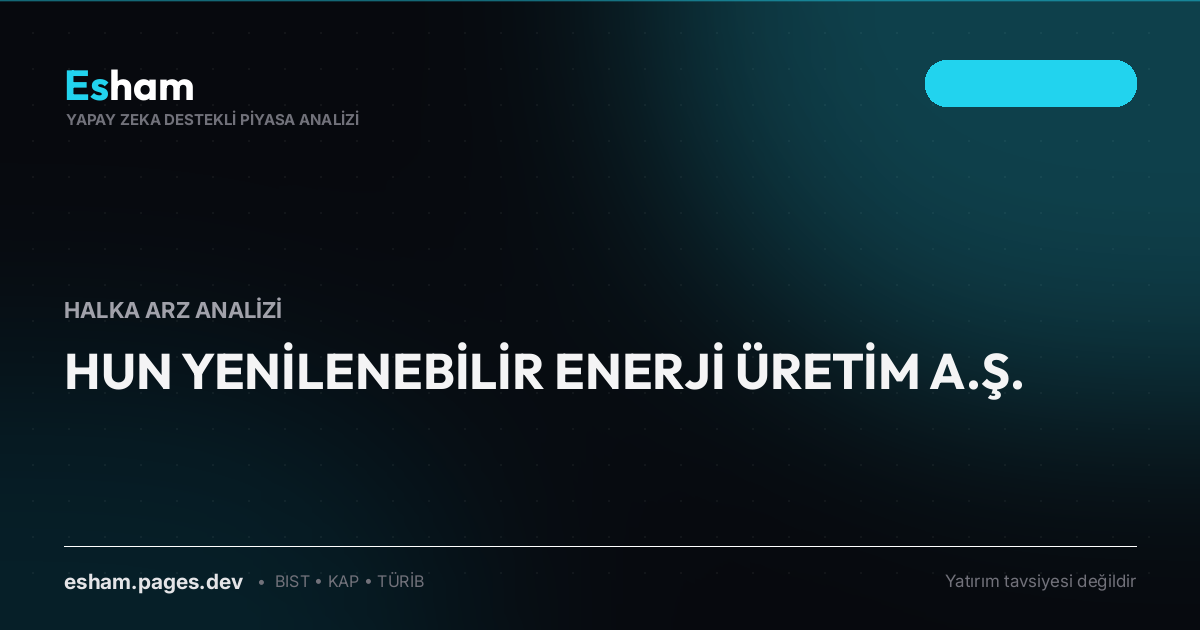 Esham
YAPAY ZEKA DESTEKLİ PİYASA ANALİZİ
HALKA ARZ ANALİZİ
HUN YENİLENEBİLİR ENERJİ ÜRETİM A.Ş.
esham.pages.dev • BIST • KAP • TÜRİB
Yatırım tavsiyesi değildir